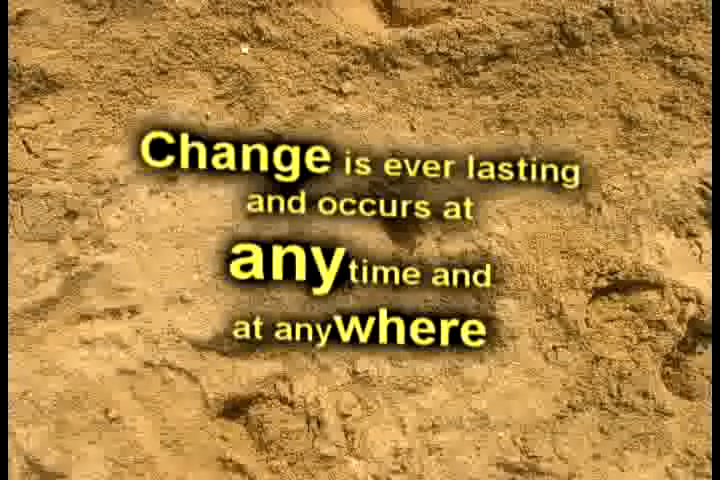 Change is ever lasting
and occurs at
anytime and
at anywhere